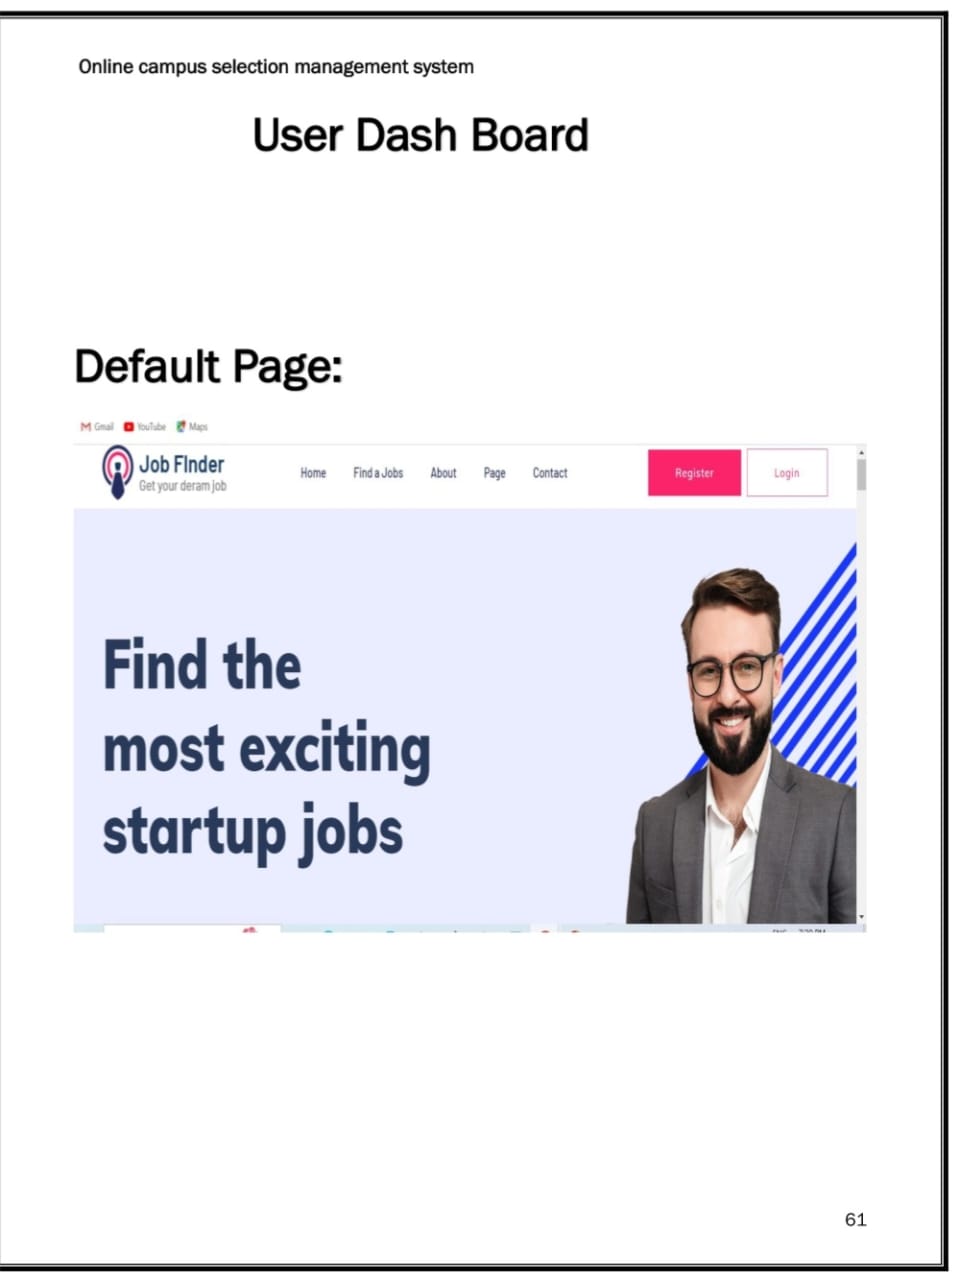 Online campus selection management system
User Dash Board
Default Page:
Gmail YouTube Maps
Job FInder
Get your deram job
Home Find a Jobs About Page Contact Register Login
Find the
most exciting
startup jobs
61